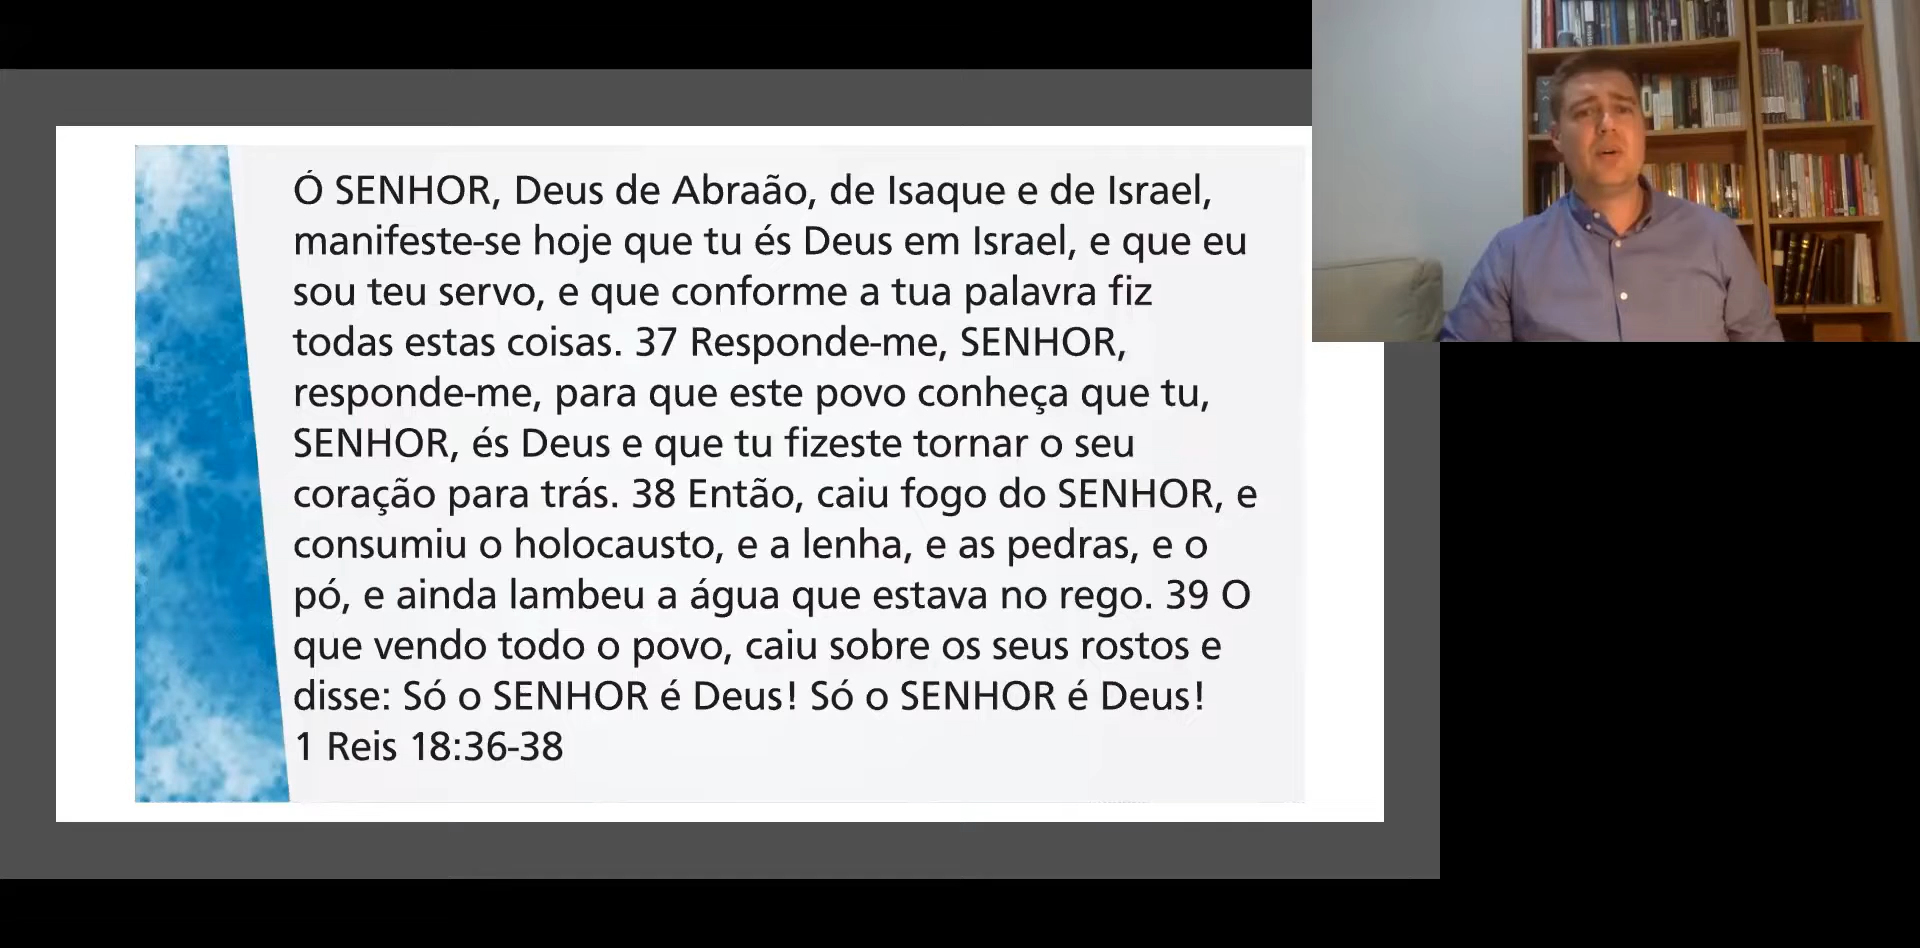 Ó SENHOR, Deus de Abraão, de Isaque e de Israel,
manifeste-se hoje que tu és Deus em Israel, e que eu
sou teu servo, e que conforme a tua palavra fiz
todas estas coisas. 37 Responde-me, SENHOR,
responde-me, para que este povo conheça que tu,
SENHOR, és Deus e que tu fizeste tornar o seu
coração para trás. 38 Então, caiu fogo do SENHOR, e
consumiu o holocausto, e a lenha, e as pedras, e o
pó, e ainda lambeu a água que estava no rego. 39 O
que vendo todo o povo, caiu sobre os seus rostos e
disse: Só o SENHOR é Deus! Só o SENHOR é Deus!
1 Reis 18:36-38